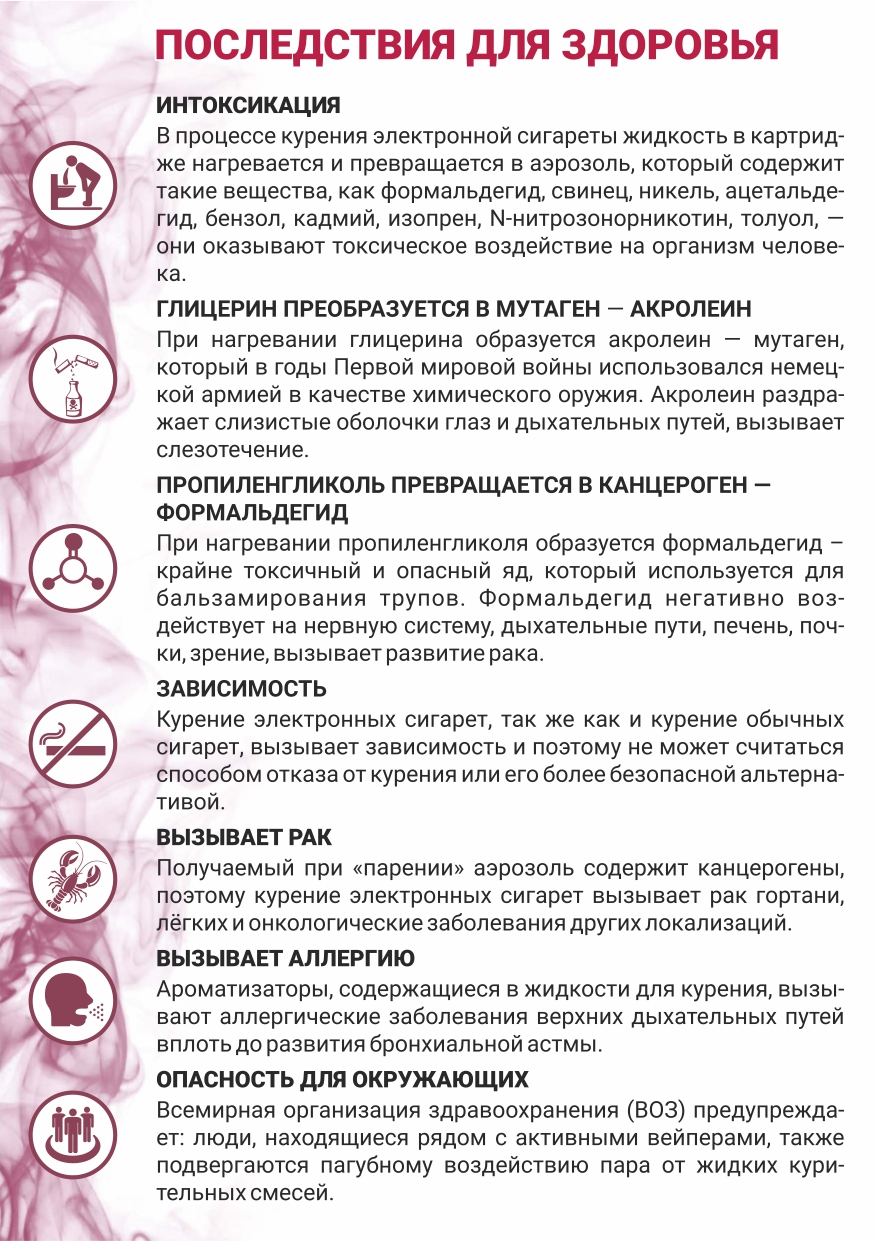 ПОСЛЕДСТВИЯ ДЛЯ ЗДОРОВЬЯ
ИНТОКСИКАЦИЯ
В процессе курения электронной сигареты жидкость в картрид-
же нагревается и превращается в аэрозоль, который содержит
такие вещества, как формальдегид, свинец, никель, ацетальде-
гид, бензол, кадмий, изопрен, N-нитрозонорникотин, толуол, —
они оказывают токсическое воздействие на организм челове-
ка.
ГЛИЦЕРИН ПРЕОБРАЗУЕТСЯ В МУТАГЕН — АКРОЛЕИН
При нагревании глицерина образуется акролеин — мутаген,
который в годы Первой мировой войны использовался немец-
кой армией в качестве химического оружия. Акролеин раздра-
жает слизистые оболочки глаз и дыхательных путей, вызывает
слезотечение.
ПРОПИЛЕНГЛИКОЛЬ ПРЕВРАЩАЕТСЯ В КАНЦЕРОГЕН —
ФОРМАЛЬДЕГИД
При нагревании пропиленгликоля образуется формальдегид –
крайне токсичный и опасный яд, который используется для
бальзамирования трупов. Формальдегид негативно воз-
действует на нервную систему, дыхательные пути, печень, поч-
ки, зрение, вызывает развитие рака.
ЗАВИСИМОСТЬ
Курение электронных сигарет, так же как и курение обычных
сигарет, вызывает зависимость и поэтому не может считаться
способом отказа от курения или его более безопасной альтерна-
тивой.
ВЫЗЫВАЕТ РАК
Получаемый при «парении» аэрозоль содержит канцерогены,
поэтому курение электронных сигарет вызывает рак гортани,
лёгких и онкологические заболевания других локализаций.
ВЫЗЫВАЕТ АЛЛЕРГИЮ
Ароматизаторы, содержащиеся в жидкости для курения, вызы-
вают аллергические заболевания верхних дыхательных путей
вплоть до развития бронхиальной астмы.
ОПАСНОСТЬ ДЛЯ ОКРУЖАЮЩИХ
Всемирная организация здравоохранения (ВОЗ) предупрежда-
ет: люди, находящиеся рядом с активными вейперами, также
подвергаются пагубному воздействию пара от жидких кури-
тельных смесей.